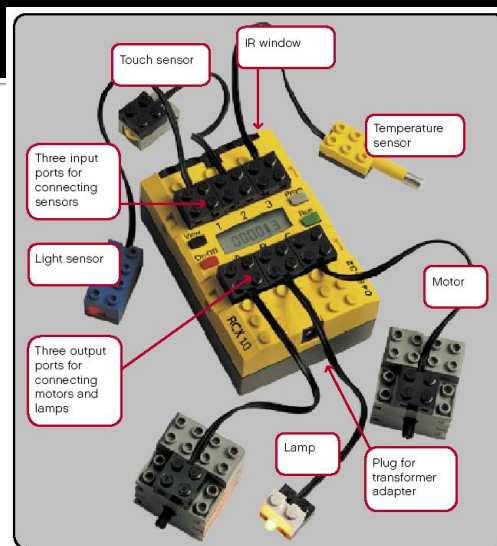 IR window
Touch sensor
Temperature
sensor
Three input
ports for
connecting
sensors
1 2 3
View
Prgm
On-Off
Run
Light sensor
Motor
Three output
ports for
connecting
motors and
lamps
RCX 1.0
Lamp
Plug for
transformer
adapter